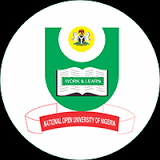 WORK & LEARN
NATIONAL OPEN UNIVERSITY OF NIGERIA